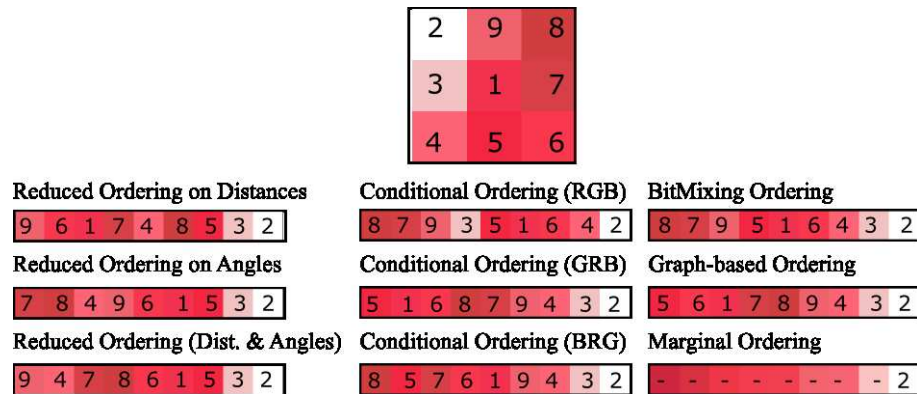 2 9 8
3 1 7
4 5 6
Reduced Ordering on Distances
9 6 1 7 4 8 5 3 2
Reduced Ordering on Angles
7 8 4 9 6 1 5 3 2
Reduced Ordering (Dist. & Angles)
9 4 7 8 6 1 5 3 2
Conditional Ordering (RGB)
8 7 9 3 5 1 6 4 2
Conditional Ordering (GRB)
5 1 6 8 7 9 4 3 2
Conditional Ordering (BRG)
8 5 7 6 1 9 4 3 2
BitMixing Ordering
8 7 9 5 1 6 4 3 2
Graph-based Ordering
5 6 1 7 8 9 4 3 2
Marginal Ordering
- - - - - - - - 2